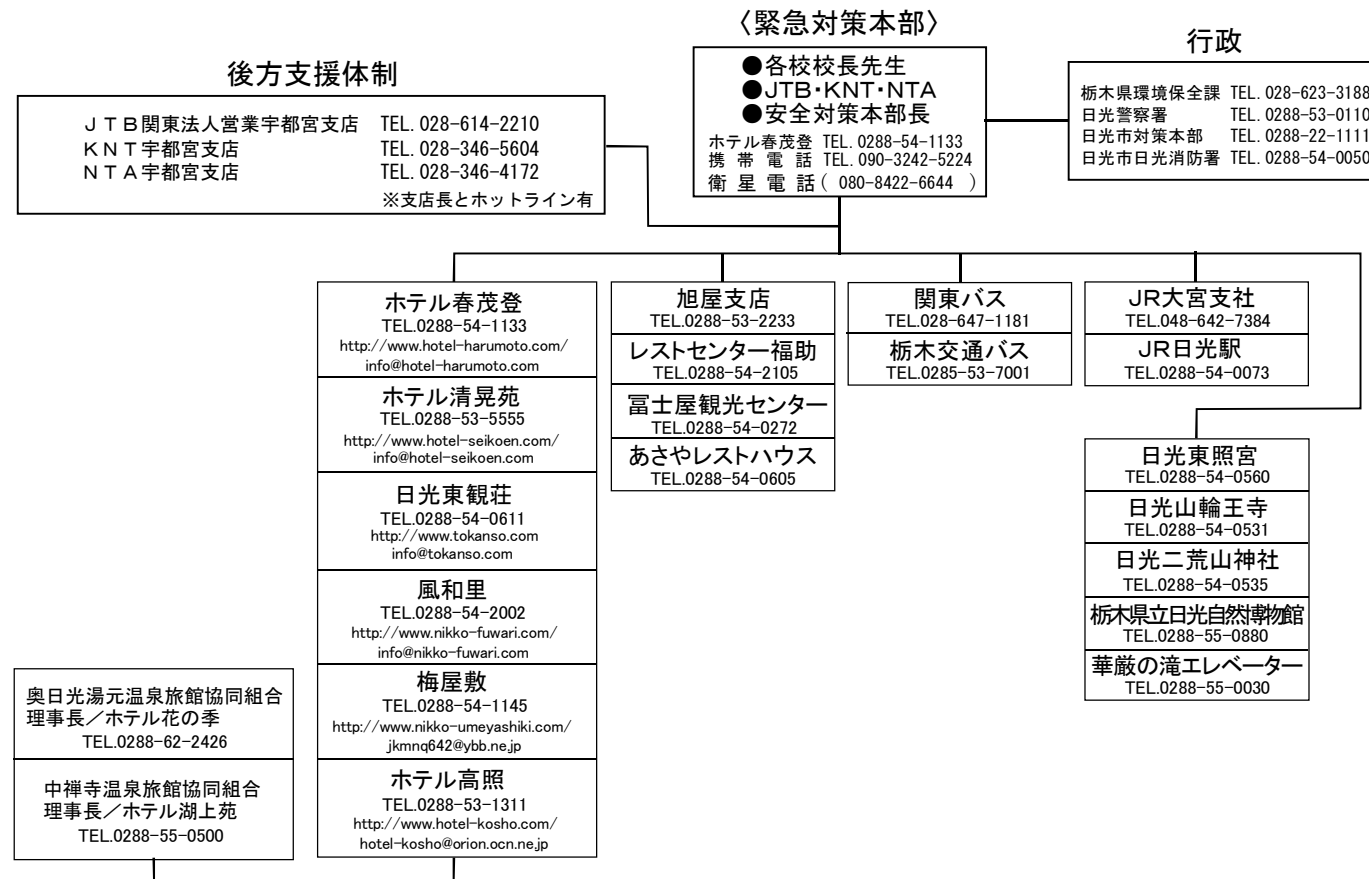 〈緊急対策本部〉
●各校校長先生
●JTB・KNT・NTA
●安全対策本部長
ホテル春茂登 TEL. 0288-54-1133
携帯電話 TEL. 090-3242-5224
衛星電話( 080-8422-6644 )
行政
栃木県環境保全課 TEL. 028-623-3188
日光警察署 TEL. 0288-53-0110
日光市対策本部 TEL. 0288-22-1111
日光市日光消防署 TEL. 0288-54-0050
後方支援体制
JTB関東法人営業宇都宮支店 TEL. 028-614-2210
KNT宇都宮支店 TEL. 028-346-5604
NTA宇都宮支店 TEL. 028-346-4172
※支店長とホットライン有
ホテル春茂登
TEL.0288-54-1133
http://www.hotel-harumoto.com/
info@hotel-harumoto.com
ホテル清晃苑
TEL.0288-53-5555
http://www.hotel-seikoen.com/
info@hotel-seikoen.com
日光東観荘
TEL.0288-54-0611
http://www.tokanso.com
info@tokanso.com
風和里
TEL.0288-54-2002
http://www.nikko-fuwari.com/
info@nikko-fuwari.com
梅屋敷
TEL.0288-54-1145
http://www.nikko-umeyashiki.com/
jkmnq642@ybb.ne.jp
ホテル高照
TEL.0288-53-1311
http://www.hotel-kosho.com/
hotel-kosho@orion.ocn.ne.jp
旭屋支店
TEL.0288-53-2233
レストセンター福助
TEL.0288-54-2105
冨士屋観光センター
TEL.0288-54-0272
あさやレストハウス
TEL.0288-54-0605
関東バス
TEL.028-647-1181
栃木交通バス
TEL.0285-53-7001
JR大宮支社
TEL.048-642-7384
JR日光駅
TEL.0288-54-0073
日光東照宮
TEL.0288-54-0560
日光山輪王寺
TEL.0288-54-0531
日光二荒山神社
TEL.0288-54-0535
栃木県立日光自然博物館
TEL.0288-55-0880
華厳の滝エレベーター
TEL.0288-55-0030
奥日光湯元温泉旅館協同組合
理事長／ホテル花の季
TEL.0288-62-2426
中禅寺温泉旅館協同組合
理事長／ホテル湖上苑
TEL.0288-55-0500